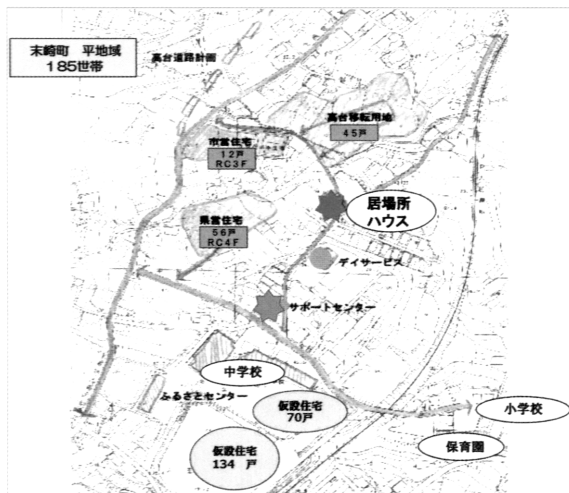 末崎町 平地域
185世帯
高台道路計画
高台移転用地
45戸
市営住宅
12戸
RC3F
居場所
ハウス
県営住宅
56戸
RC4F
デイサービス
サポートセンター
中学校
ふるさとセンター
仮設住宅
70戸
小学校
保育園
仮設住宅
134 戸